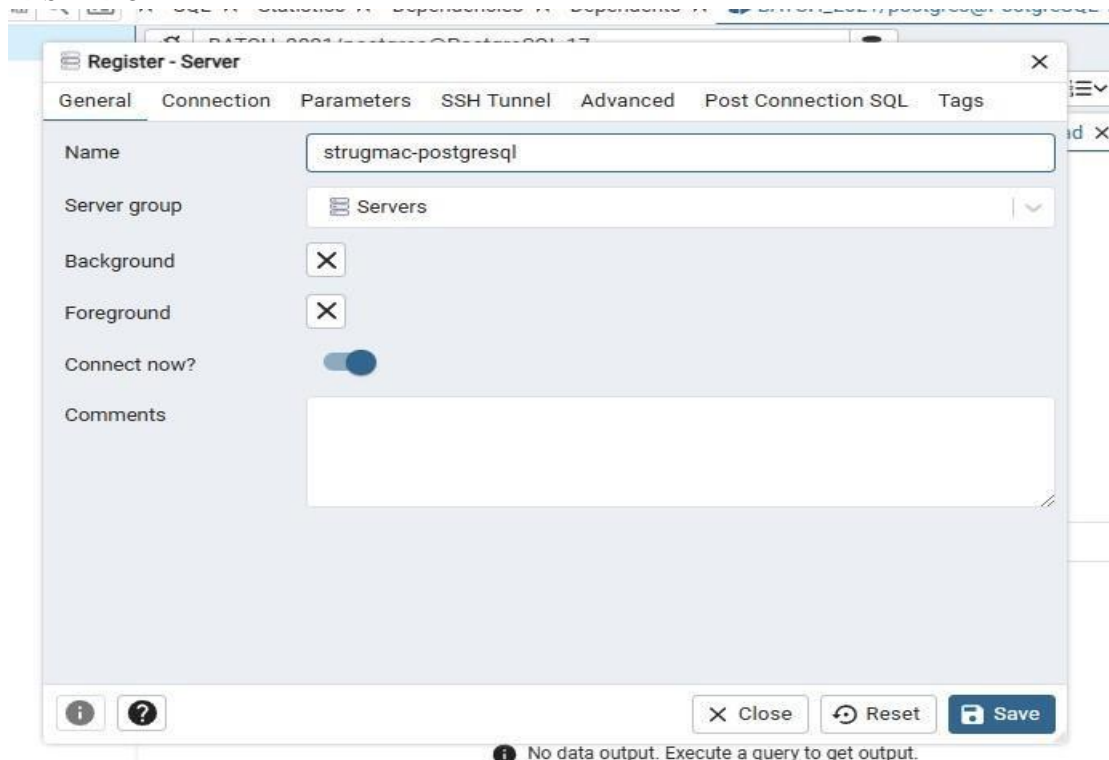 Register - Server
General Connection Parameters SSH Tunnel Advanced Post Connection SQL Tags
Name strugmac-postgresql
Server group Servers
Background
Foreground
Connect now?
Comments
Close Reset Save
No data output. Execute a query to get output.